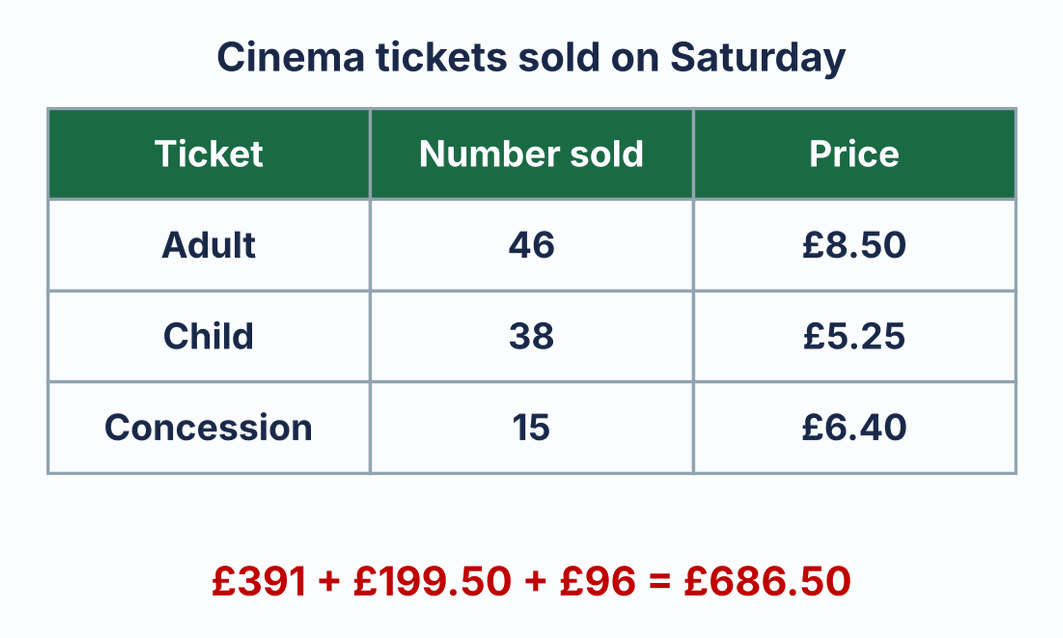 Cinema tickets sold on Saturday
Ticket Number sold Price
Adult 46 £8.50
Child 38 £5.25
Concession 15 £6.40
£391 + £199.50 + £96 = £686.50